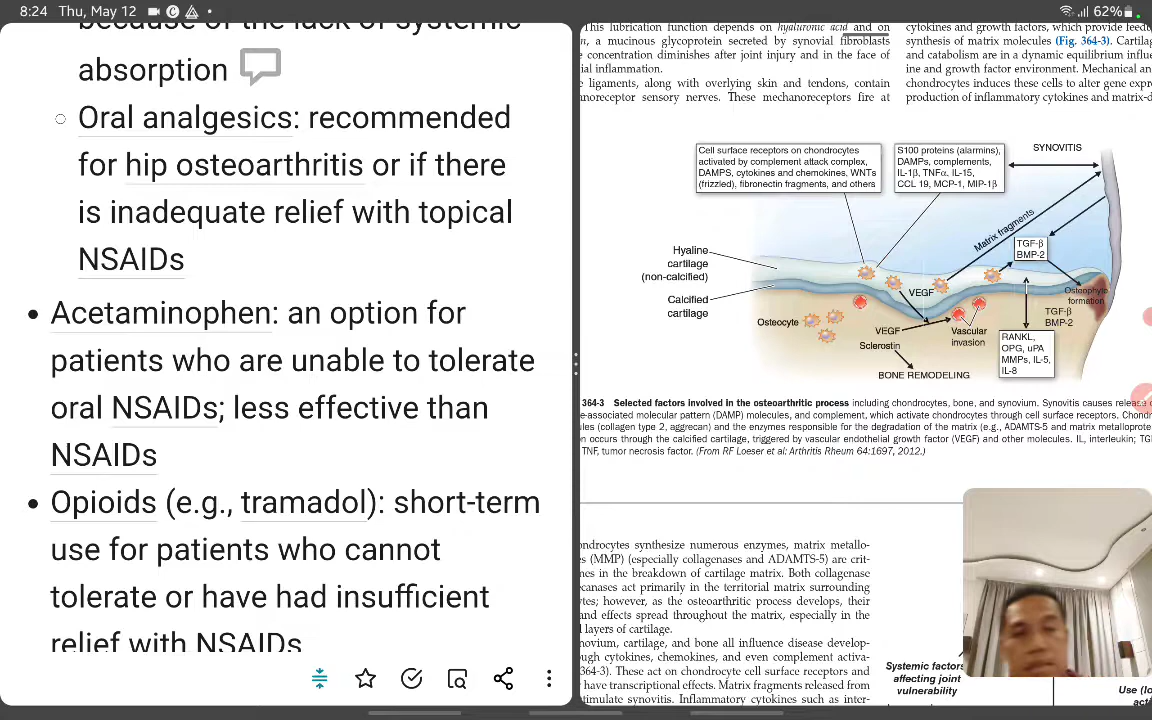 8:24 Thu, May 12
62%
because of the lack of systemic
absorption
Oral analgesics: recommended
for hip osteoarthritis or if there
is inadequate relief with topical
NSAIDs
Acetaminophen: an option for
patients who are unable to tolerate
oral NSAIDs; less effective than
NSAIDs
Opioids (e.g., tramadol): short-term
use for patients who cannot
tolerate or have had insufficient
relief with NSAIDs
This lubrication function depends on hyaluronic acid and on
, a mucinous glycoprotein secreted by synovial fibroblasts
concentration diminishes after joint injury and in the face of
ial inflammation.
ligaments, along with overlying skin and tendons, contain
noreceptor sensory nerves. These mechanoreceptors fire at
cytokines and growth factors, which provide
synthesis of matrix molecules (Fig. 364-3).
and catabolism are in a dynamic equilibrium
ine and growth factor environment. Mechanical
chondrocytes induces these cells to alter gene
production of inflammatory cytokines and
Cell surface receptors on chondrocytes
activated by complement attack complex,
DAMPS, cytokines and chemokines, WNTs
(frizzled), fibronectin fragments, and others
S100 proteins (alarmins),
DAMPs, complements,
IL-1β, TNFα, IL-15,
CCL 19, MCP-1, MIP-1β
SYNOVITIS
Matrix fragments
TGF-β
BMP-2
Hyaline
cartilage
(non-calcified)
Calcified
cartilage
VEGF
Osteophyte
formation
Osteocyte
VEGF
Sclerostin
Vascular
invasion
TGF-β
BMP-2
RANKL,
OPG, uPA
MMPs, IL-5,
IL-8
BONE REMODELING
364-3 Selected factors involved in the osteoarthritic process including chondrocytes, bone, and synovium. Synovitis causes release
e-associated molecular pattern (DAMP) molecules, and complement, which activate chondrocytes through cell surface receptors.
les (collagen type 2, aggrecan) and the enzymes responsible for the degradation of the matrix (e.g., ADAMTS-5 and matrix
n occurs through the calcified cartilage, triggered by vascular endothelial growth factor (VEGF) and other molecules. IL, interleukin;
TNF, tumor necrosis factor. (From RF Loeser et al: Arthritis Rheum 64:1697, 2012.)
ondrocytes synthesize numerous enzymes, matrix metallo-
es (MMP) (especially collagenases and ADAMTS-5) are crit-
nes in the breakdown of cartilage matrix. Both collagenase
ecanases act primarily in the territorial matrix surrounding
ytes; however, as the osteoarthritic process develops, their
and effects spread throughout the matrix, especially in the
l layers of cartilage.
novium, cartilage, and bone all influence disease develop-
ugh cytokines, chemokines, and even complement activa-
364-3). These act on chondrocyte cell surface receptors and
have transcriptional effects. Matrix fragments released from
timulate synovitis. Inflammatory cytokines such as inter-
Systemic factors
affecting joint
vulnerability
Use